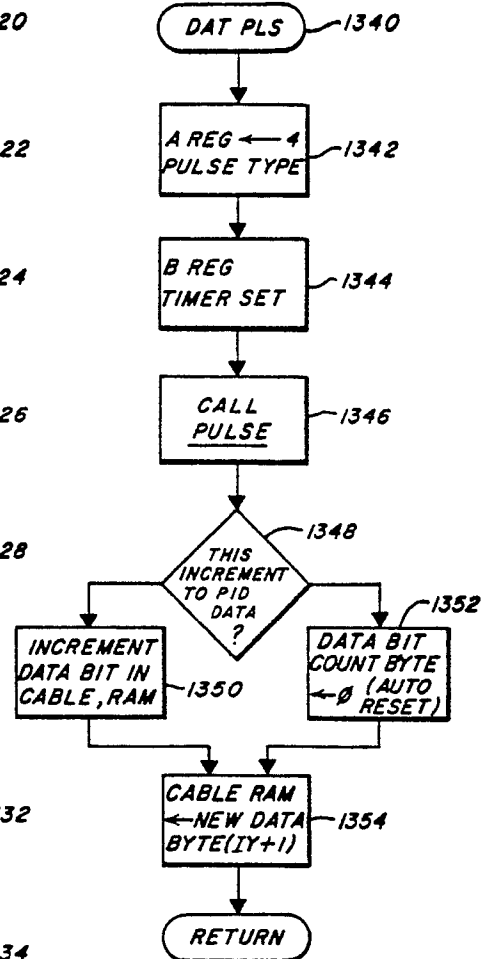 20
DAT PLS
1340
22
A REG ← 4
PULSE TYPE
1342
24
B REG
TIMER SET
1344
26
CALL
PULSE
1346
28
1348
THIS
INCREMENT
TO PID
DATA
?
1352
INCREMENT
DATA BIT IN
CABLE, RAM
1350
DATA BIT
COUNT BYTE
←∅ (AUTO
RESET)
32
CABLE RAM
←NEW DATA
BYTE(IY+1)
1354
RETURN
34